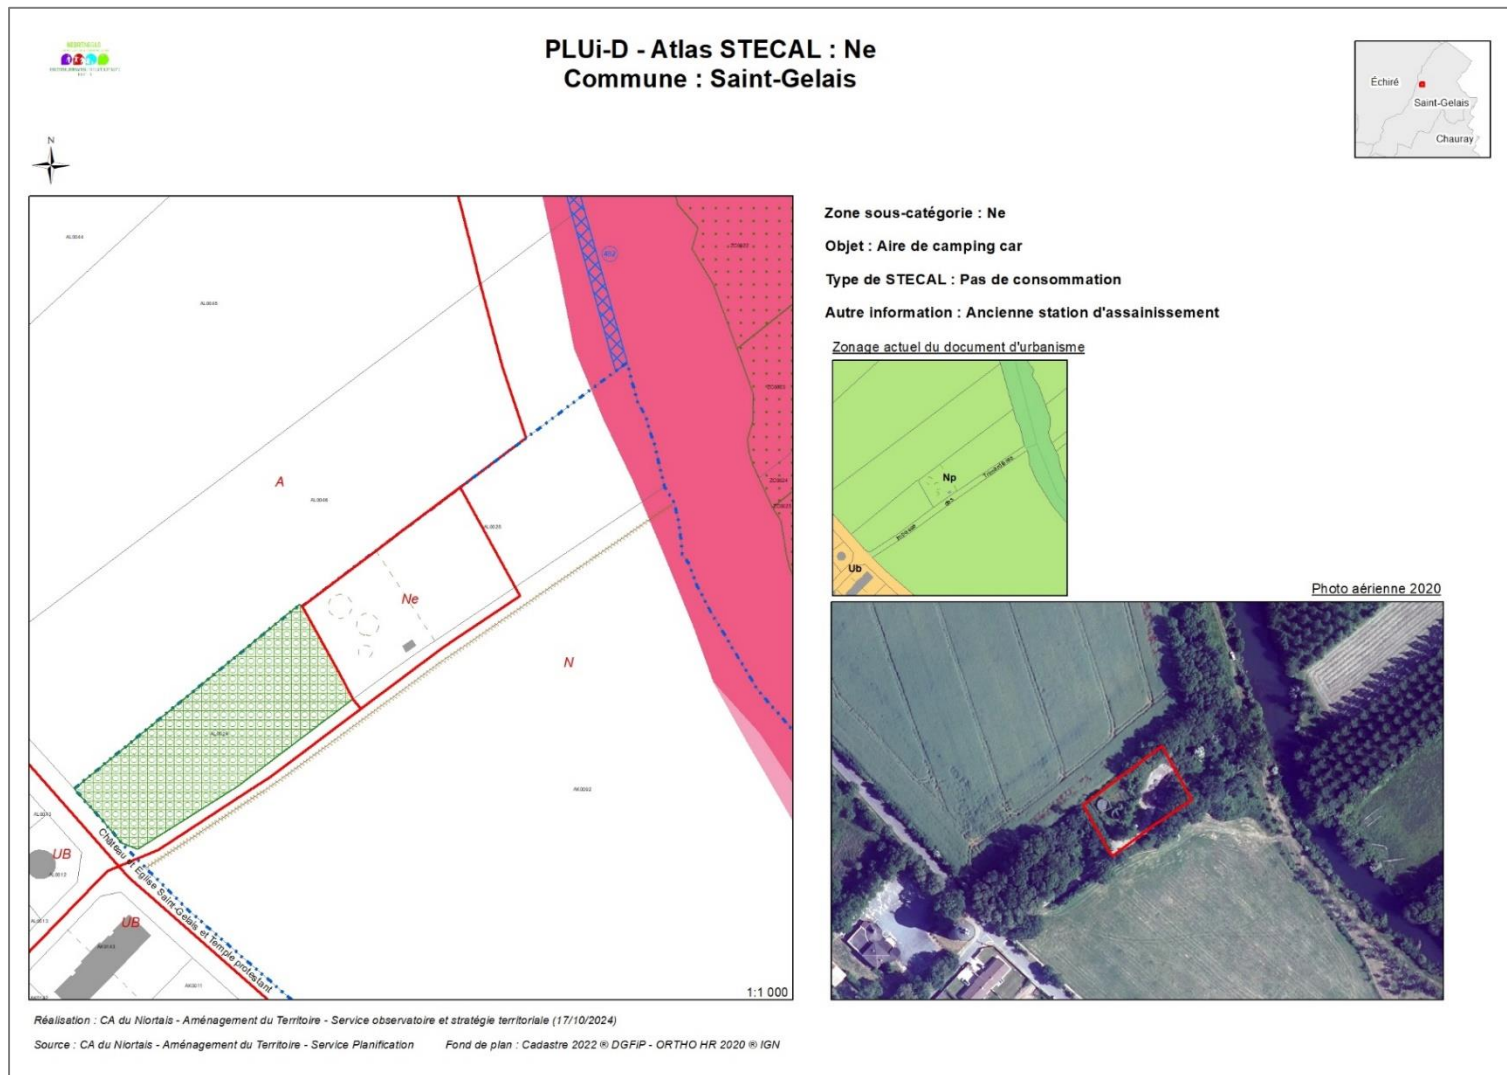 PLUi-D - Atlas STECAL : Ne
Commune : Saint-Gelais
Échiré
Saint-Gelais
Chauray
N
Zone sous-catégorie : Ne
Objet : Aire de camping car
Type de STECAL : Pas de consommation
Autre information : Ancienne station d'assainissement
Zonage actuel du document d'urbanisme
Np
Ub
Photo aérienne 2020
A
Ne
N
UB
UB
Château et Église Saint-Gelais et Temple protestant
1:1 000
Réalisation : CA du Niortais - Aménagement du Territoire - Service observatoire et stratégie territoriale (17/10/2024)
Source : CA du Niortais - Aménagement du Territoire - Service Planification Fond de plan : Cadastre 2022 ® DGFiP - ORTHO HR 2020 ® IGN